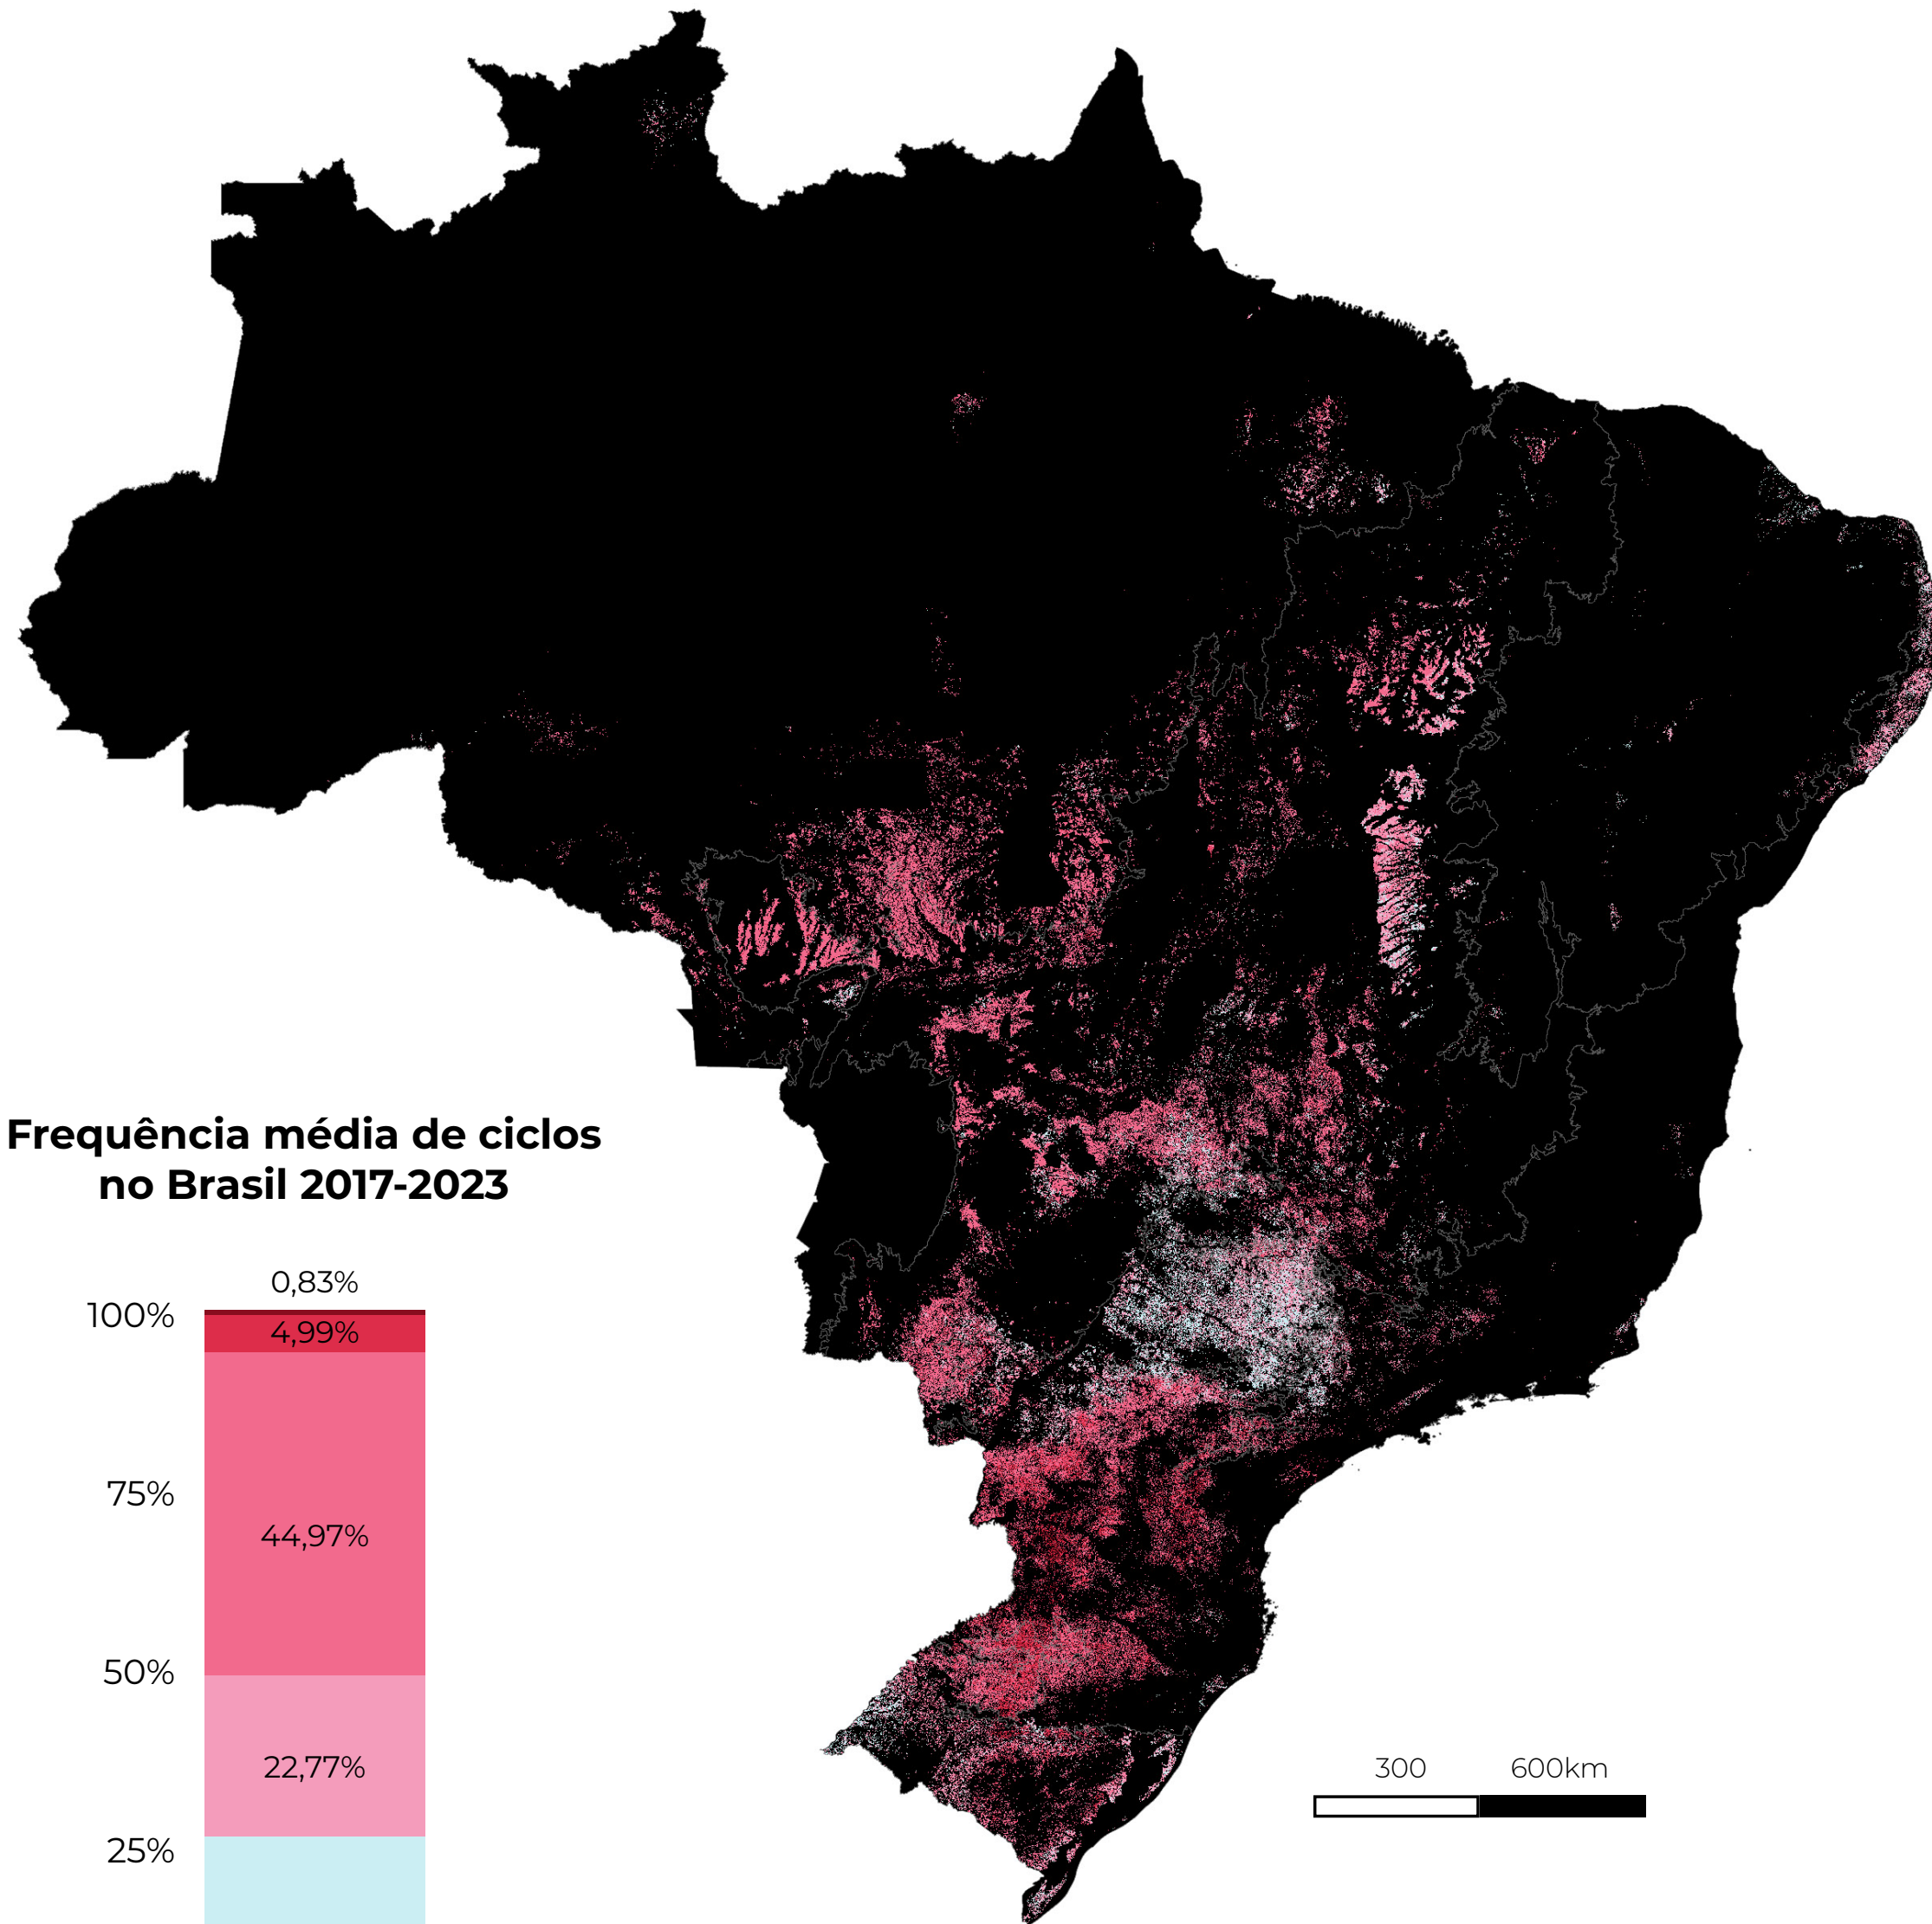 Frequência média de ciclos
no Brasil 2017-2023
0,83%
100%
4,99%
75%
44,97%
50%
22,77%
25%
300 600km